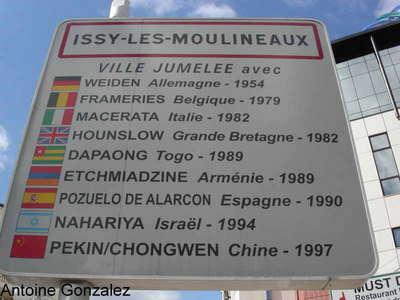 ISSY-LES-MOULINEAUX
VILLE JUMELEE avec
WEIDEN Allemagne - 1954
FRAMERIES Belgique - 1979
MACERATA Italie - 1982
HOUNSLOW Grande Bretagne - 1982
DAPAONG Togo - 1989
ETCHMIADZINE Arménie - 1989
POZUELO DE ALARCON Espagne - 1990
NAHARIYA Israël - 1994
PEKIN/CHONGWEN Chine - 1997
MUST D
Restaurant
Antoine Gonzalez